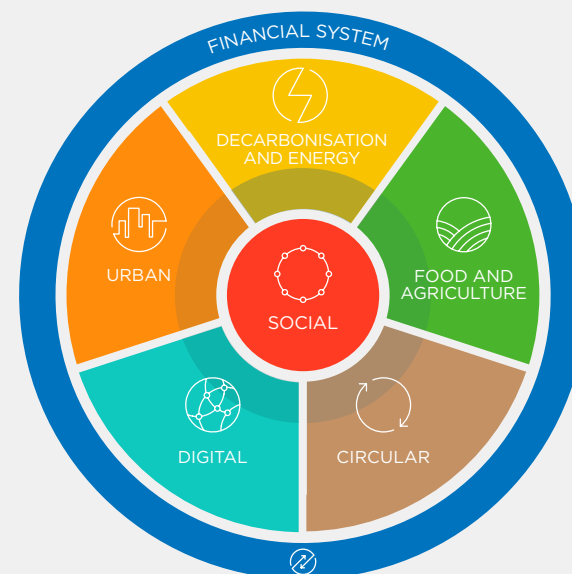 FINANCIAL SYSTEM
DECARBONISATION
AND ENERGY
URBAN
FOOD AND
AGRICULTURE
SOCIAL
DIGITAL
CIRCULAR